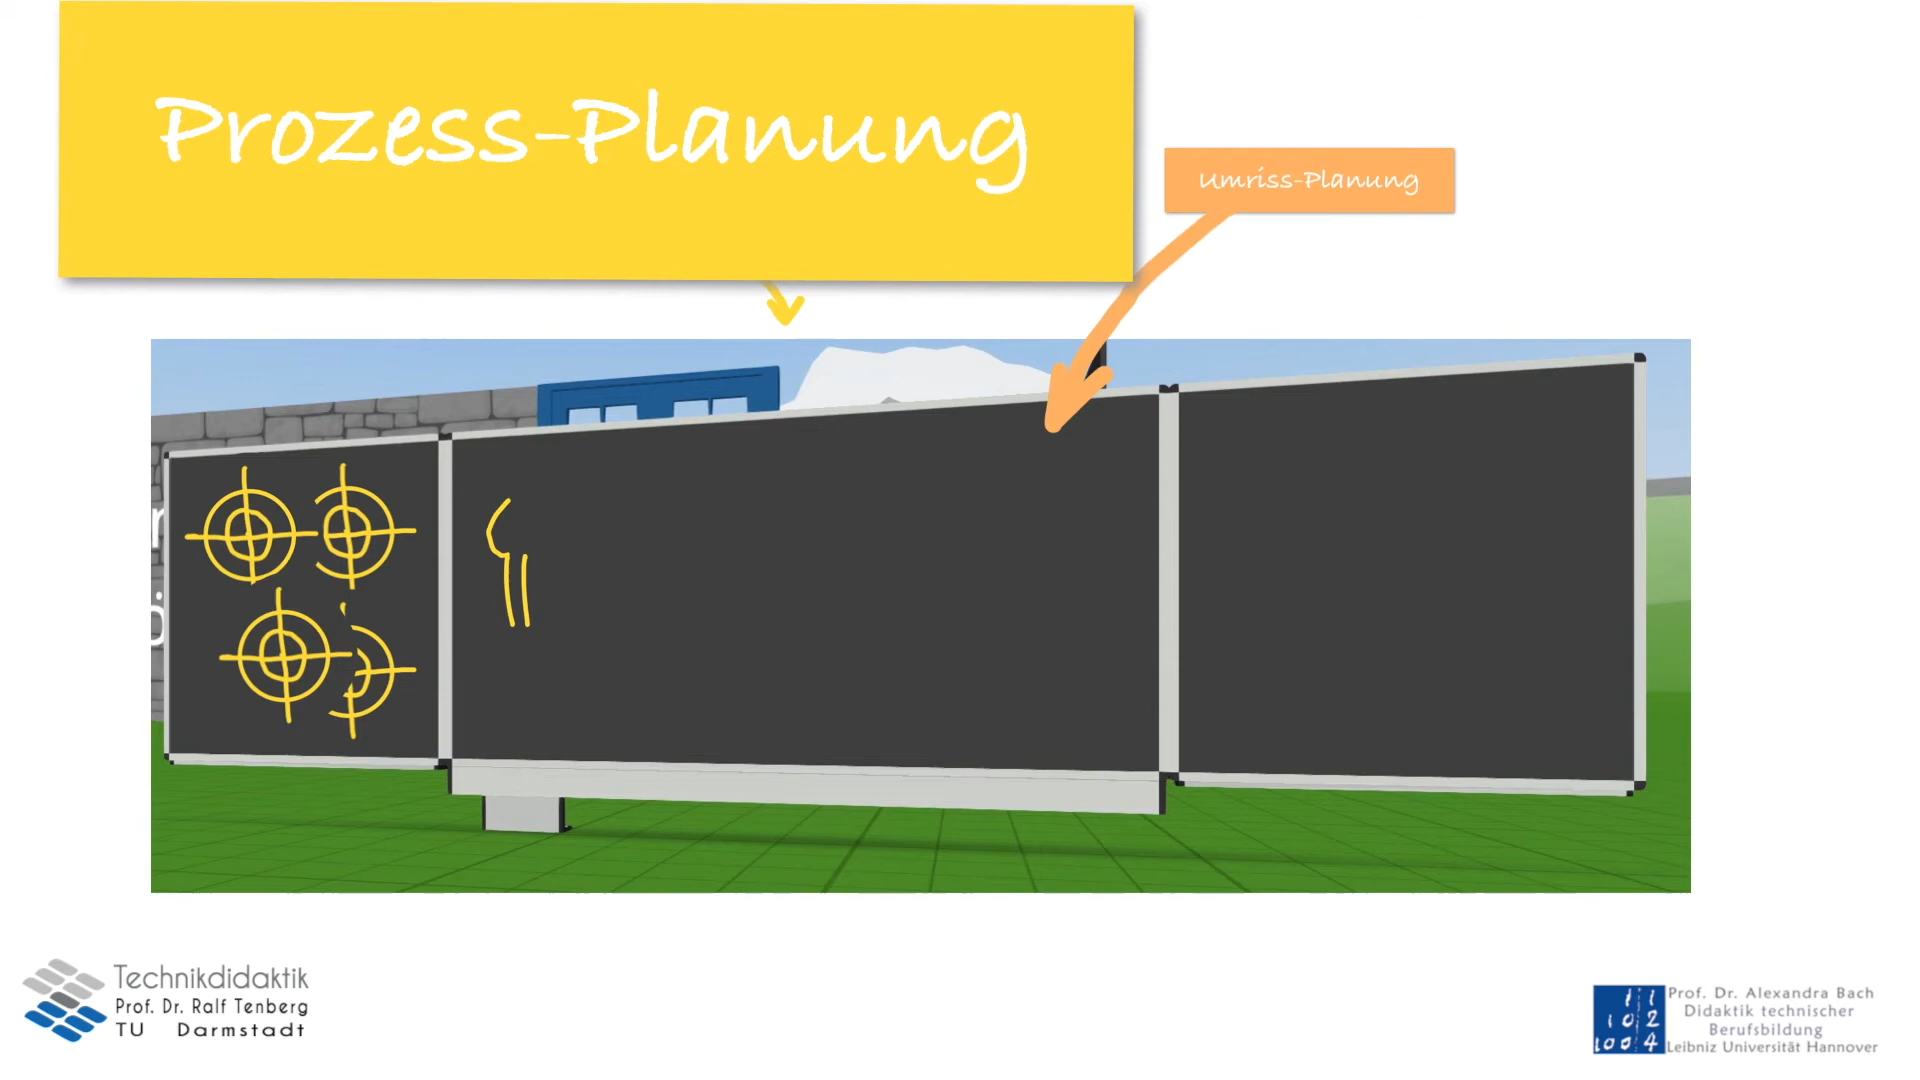 Prozess-Planung
Umriss-Planung
Technikdidaktik
Prof. Dr. Ralf Tenberg
TU Darmstadt
Prof. Dr. Alexandra Bach
Didaktik technischer
Berufsbildung
Leibniz Universität Hannover